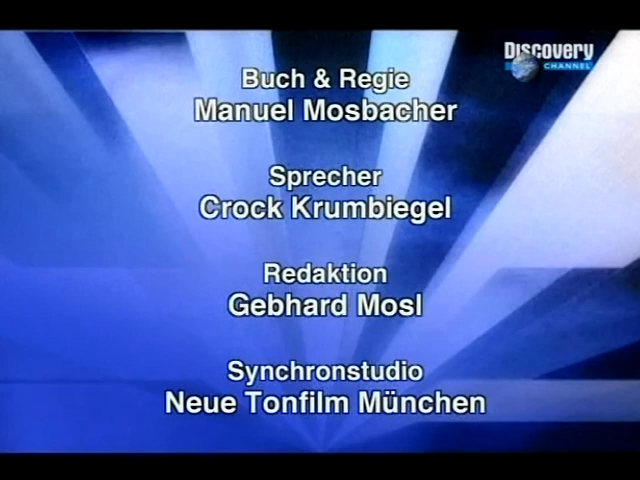 Discovery
CHANNEL
Buch & Regie
Manuel Mosbacher
Sprecher
Crock Krumbiegel
Redaktion
Gebhard Mosl
Synchronstudio
Neue Tonfilm München